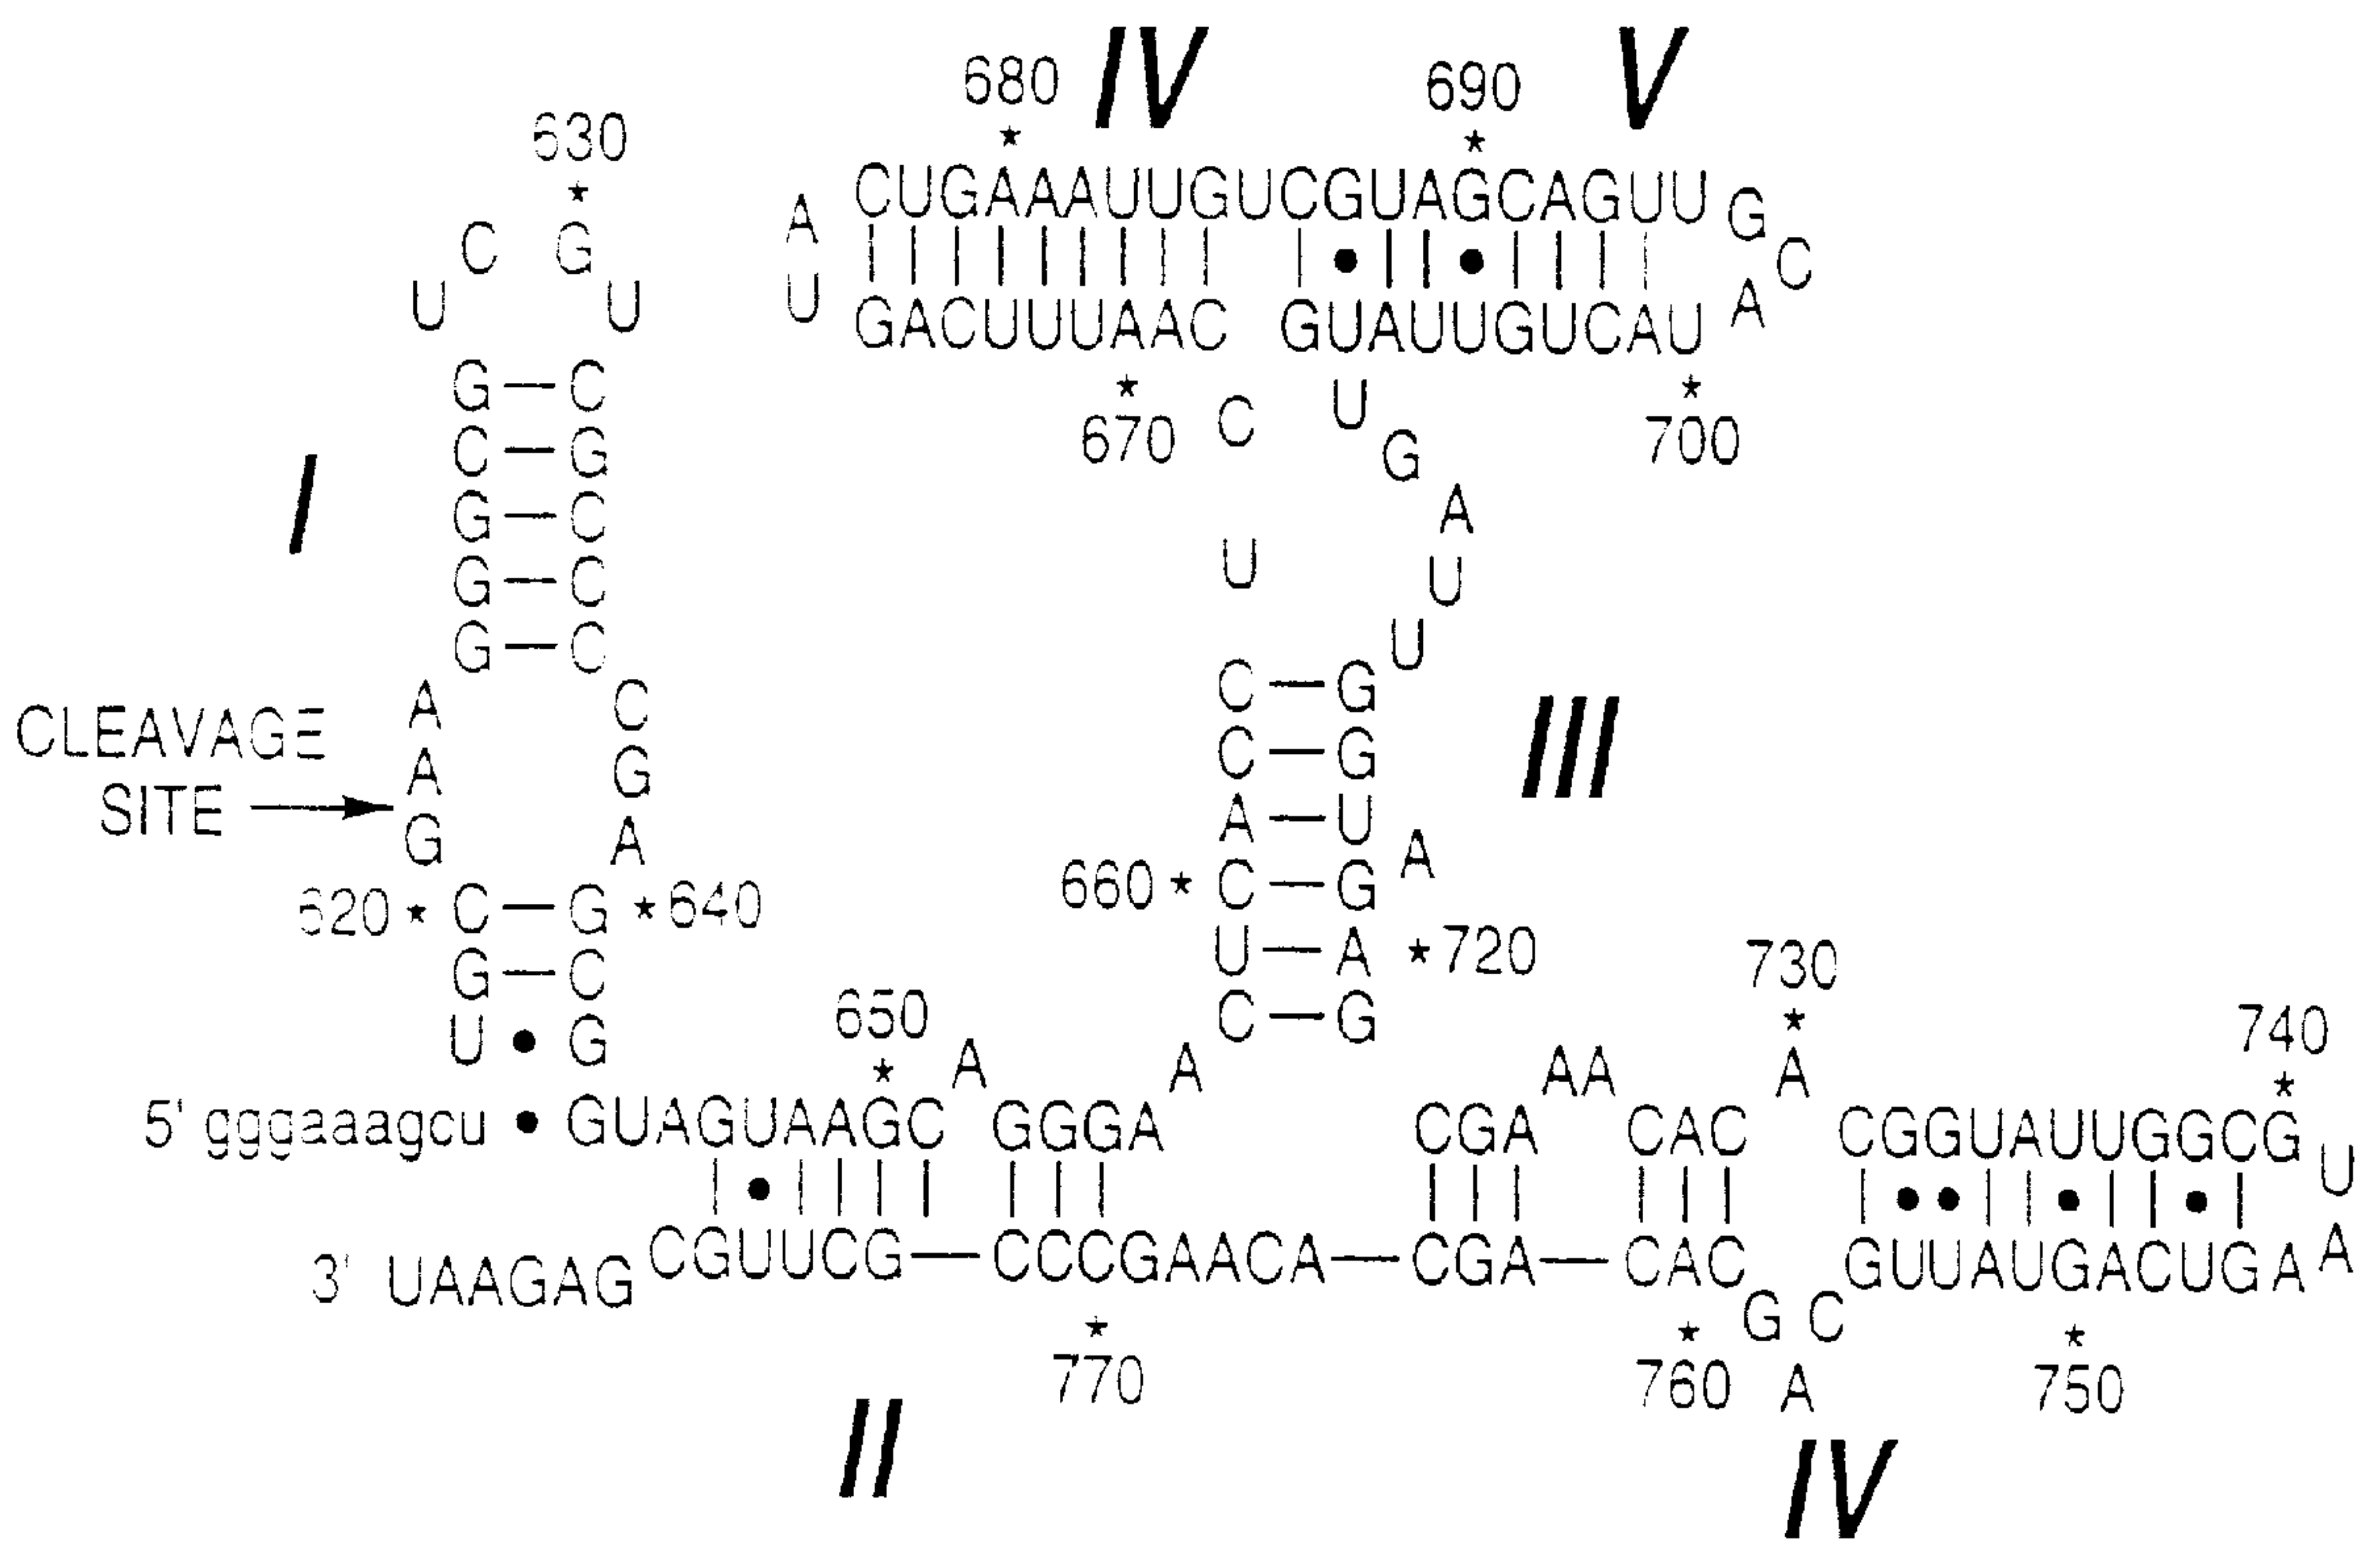 IV V
680 690
630
* * *
CUGAAAUUGUCGUAGCAGUU G
A C
C G
U U
U GACUUUAAC GUAUUGUCAU A
* *
670 700
G C
C U
C G G
G C I A
G C U U
G C U
C G III
A C
CLEAVAGE A G C G
SITE G A A U A
620 * C G * 640 660 * C G
G C U A * 720 730
U G 650 C G * 740
* A A AA A *
5' gggaaagcu GUAGUAAGC GGGA CGA CAC CGGUAUUGGCG U
3' UAAGAG CGUUCG CCCGAACA CGA CAC GUUAUGACUGA A
G C
* * *
770 760 A 750
II IV